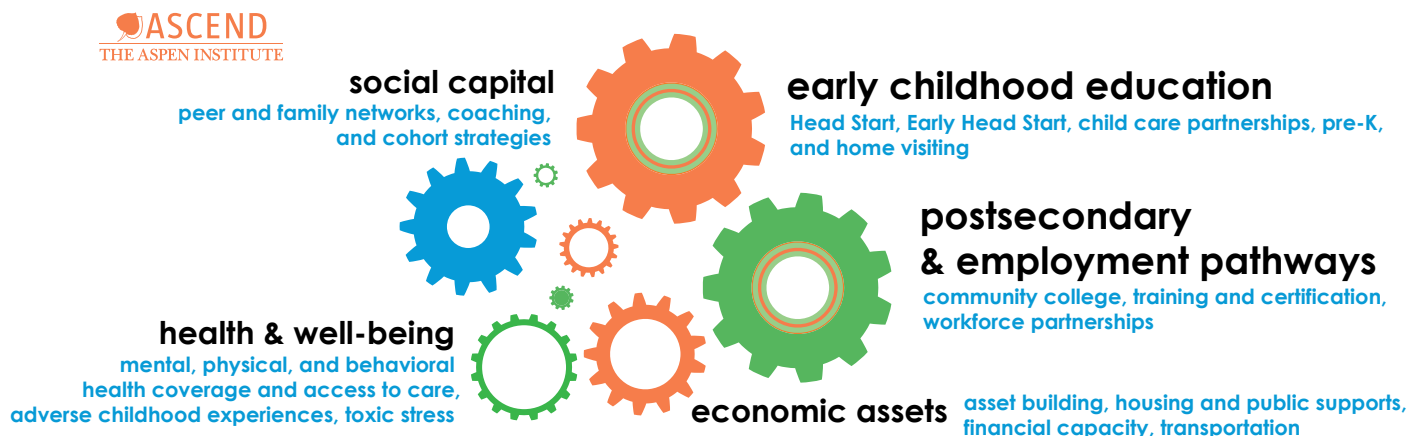 ASCEND
THE ASPEN INSTITUTE
social capital
peer and family networks, coaching,
and cohort strategies
early childhood education
Head Start, Early Head Start, child care partnerships, pre-K,
and home visiting
postsecondary
& employment pathways
community college, training and certification,
workforce partnerships
health & well-being
mental, physical, and behavioral
health coverage and access to care,
adverse childhood experiences, toxic stress
economic assets
asset building, housing and public supports,
financial capacity, transportation